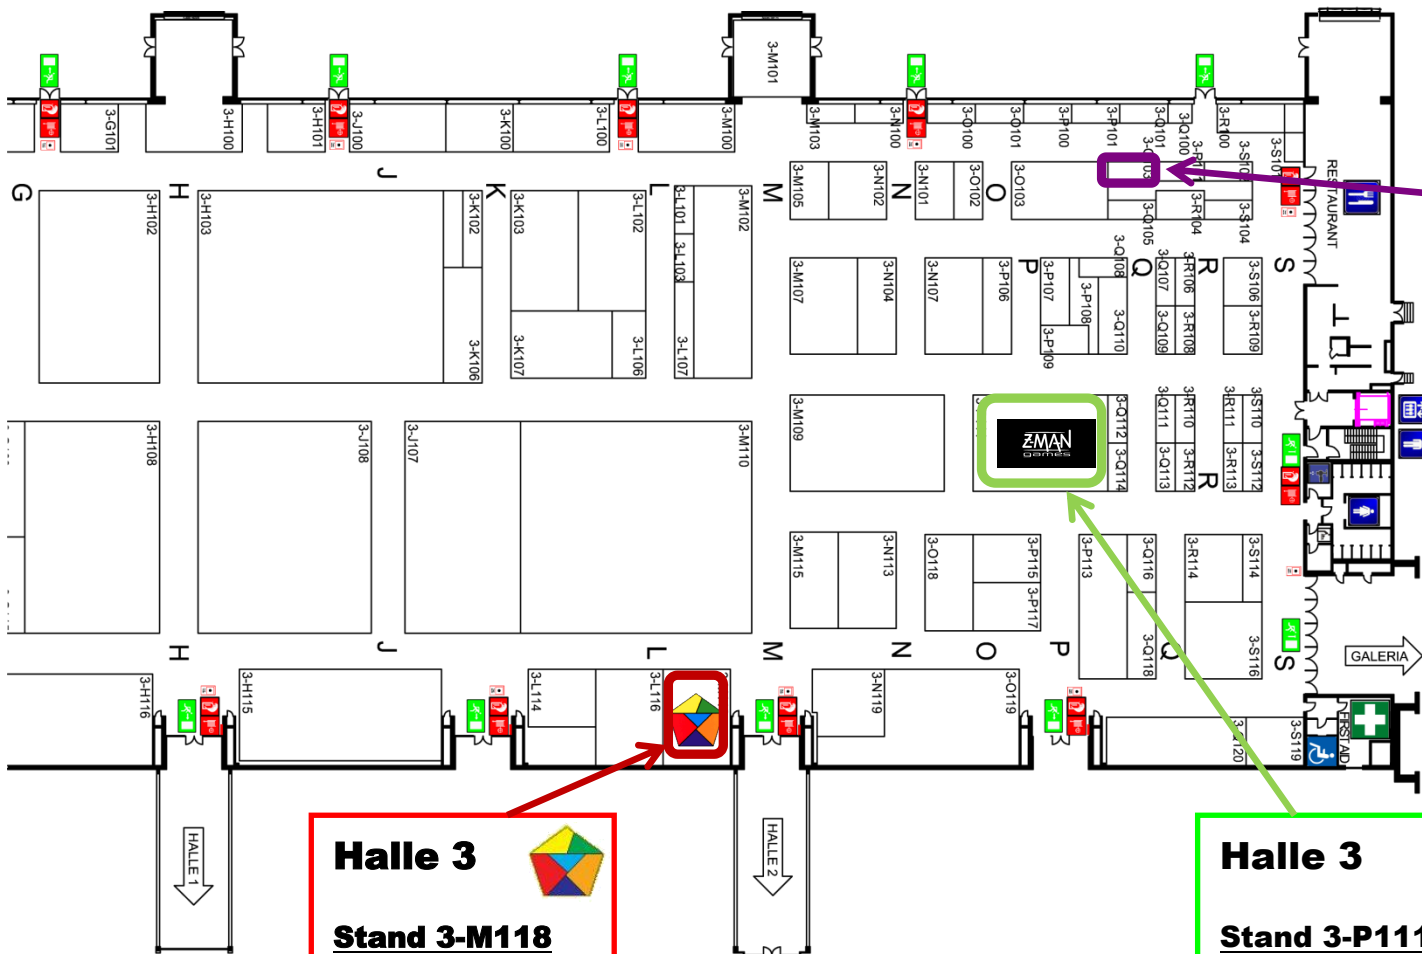 3-M101
3-G101
3-H100
3-H101
3-J100
3-K100
3-L100
3-M100
3-M103
3-N100
3-O100
3-O101
3-P100
3-P101
3-Q101
3-Q100
3-R100
RESTAURANT
G
H
J
K
L
M
N
O
P
Q
R
S
3-H102
3-H103
3-K102
3-K103
3-L102
3-L101
3-L103
3-M102
3-M105
3-N102
3-N101
3-O102
3-O103
3-Q105
3-R104
3-S104
3-K106
3-K107
3-L106
3-L107
3-M107
3-N104
3-N107
3-P106
3-P107
3-P108
3-P109
3-Q108
3-Q110
3-Q107
3-R106
3-Q109
3-R108
3-S106
3-R109
3-H108
3-J108
3-J107
3-M110
3-M109
Z-MAN
games
3-Q112
3-Q114
3-Q111
3-R110
3-Q113
3-R112
3-R111
3-S110
3-R113
3-S112
R
3-M115
3-N113
3-O118
3-P115
3-P117
3-P113
3-Q116
3-Q118
3-R114
3-S114
3-S116
H
J
L
M
N
O
P
Q
S
GALERIA
3-H116
3-H115
3-L114
3-L116
3-N119
3-O119
3-S119
FIRST AID
HALLE 1
HALLE 2
Halle 3
Stand 3-M118
Halle 3
Stand 3-P111